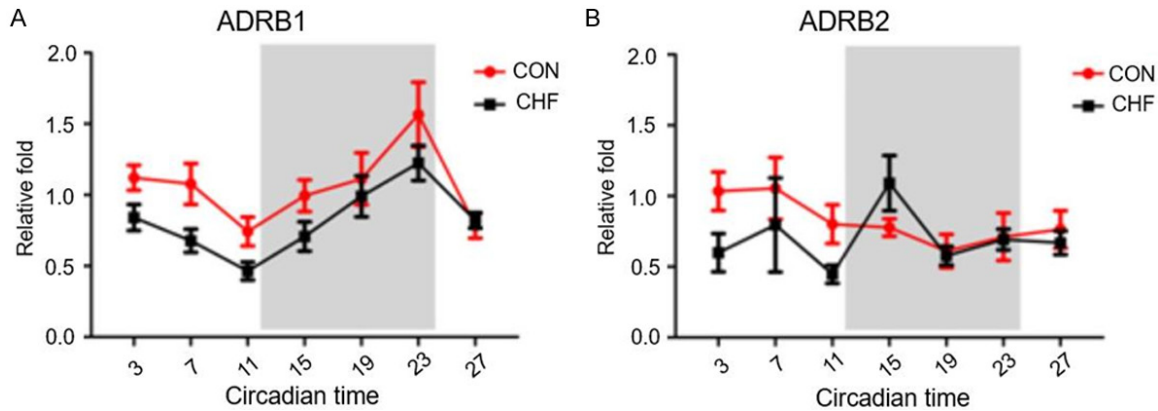 A
ADRB1
Relative fold
2.0
1.5
1.0
0.5
0.0
3
7
11
15
19
23
27
Circadian time
CON
CHF
B
ADRB2
Relative fold
2.0
1.5
1.0
0.5
0.0
3
7
11
15
19
23
27
Circadian time
CON
CHF